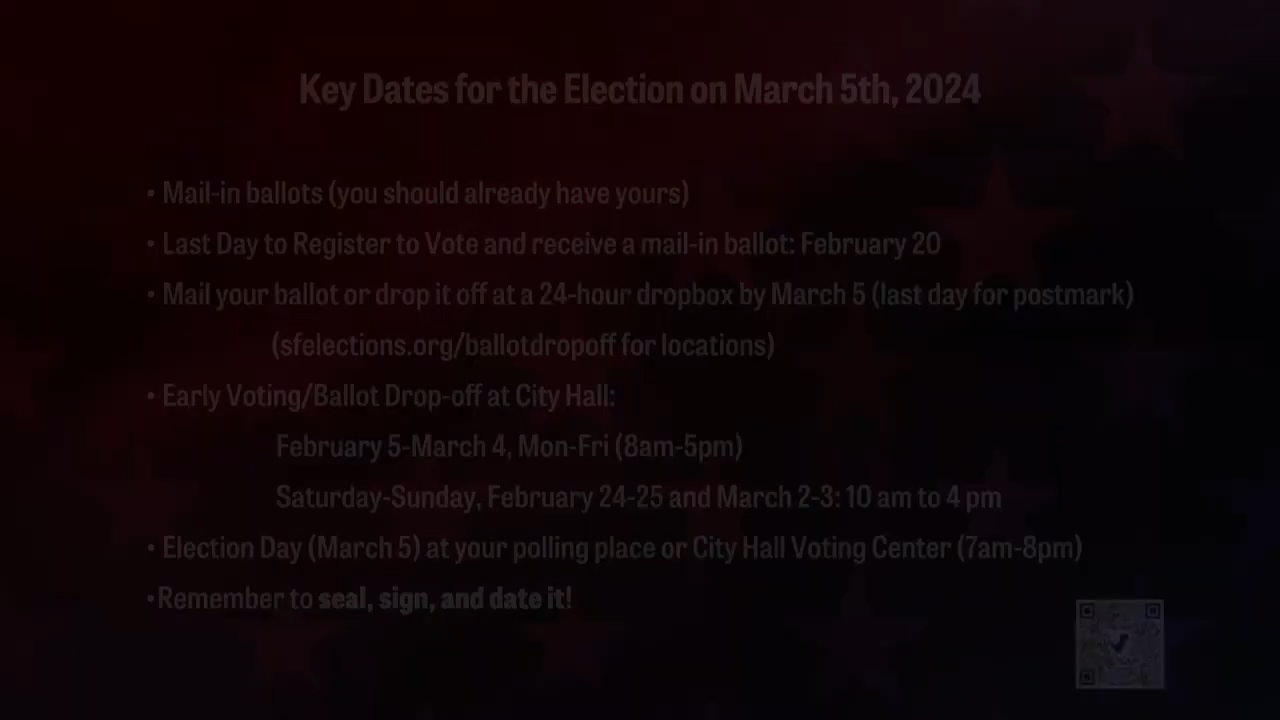 Key Dates for the Election on March 5th, 2024
• Mail-in ballots (you should already have yours)
• Last Day to Register to Vote and receive a mail-in ballot: February 20
• Mail your ballot or drop it off at a 24-hour dropbox by March 5 (last day for postmark)
(sfelections.org/ballotdropoff for locations)
• Early Voting/Ballot Drop-off at City Hall:
February 5-March 4, Mon-Fri (8am-5pm)
Saturday-Sunday, February 24-25 and March 2-3: 10 am to 4 pm
• Election Day (March 5) at your polling place or City Hall Voting Center (7am-8pm)
•Remember to seal, sign, and date it!